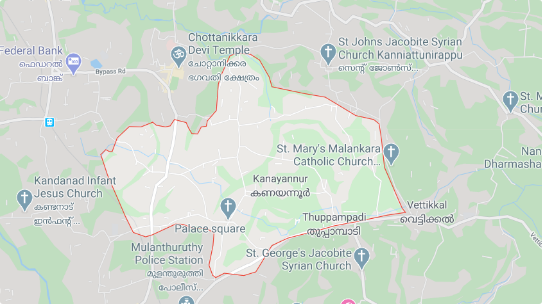 Chottanikkara
Devi Temple
ചോറ്റാനിക്കര
ഭഗവതി ക്ഷേത്രം
St Johns Jacobite Syrian
Church Kanniattunirappu
സെന്റ് ജോൺസ്...
Federal Bank
ഫെഡറൽ
ബാങ്ക്
Bypass Rd
St. M
Nan
Dharmasha
St. Mary's Malankara
Catholic Church...
Kanayannur
കണയന്നൂർ
Kandanad Infant
Jesus Church
കണ്ടനാട്
ഇൻഫന്റ്...
Palace square
Thuppampadi
തുപ്പാമ്പാടി
Vettikkal
വെട്ടിക്കൽ
Mulanthuruthy
Police Station
മുളന്തുരുത്തി
പോലീസ്...
St. George's Jacobite
Syrian Church